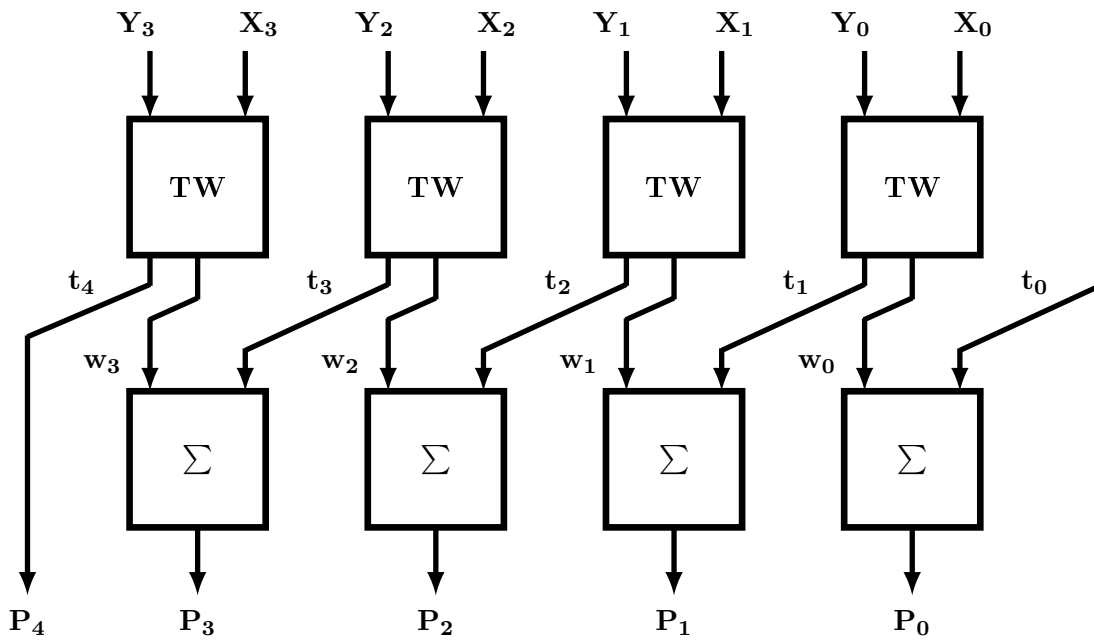 Y₃ X₃ Y₂ X₂ Y₁ X₁ Y₀ X₀
TW TW TW TW
t₄ t₃ t₂ t₁ t₀
w₃ w₂ w₁ w₀
Σ Σ Σ Σ
P₄ P₃ P₂ P₁ P₀